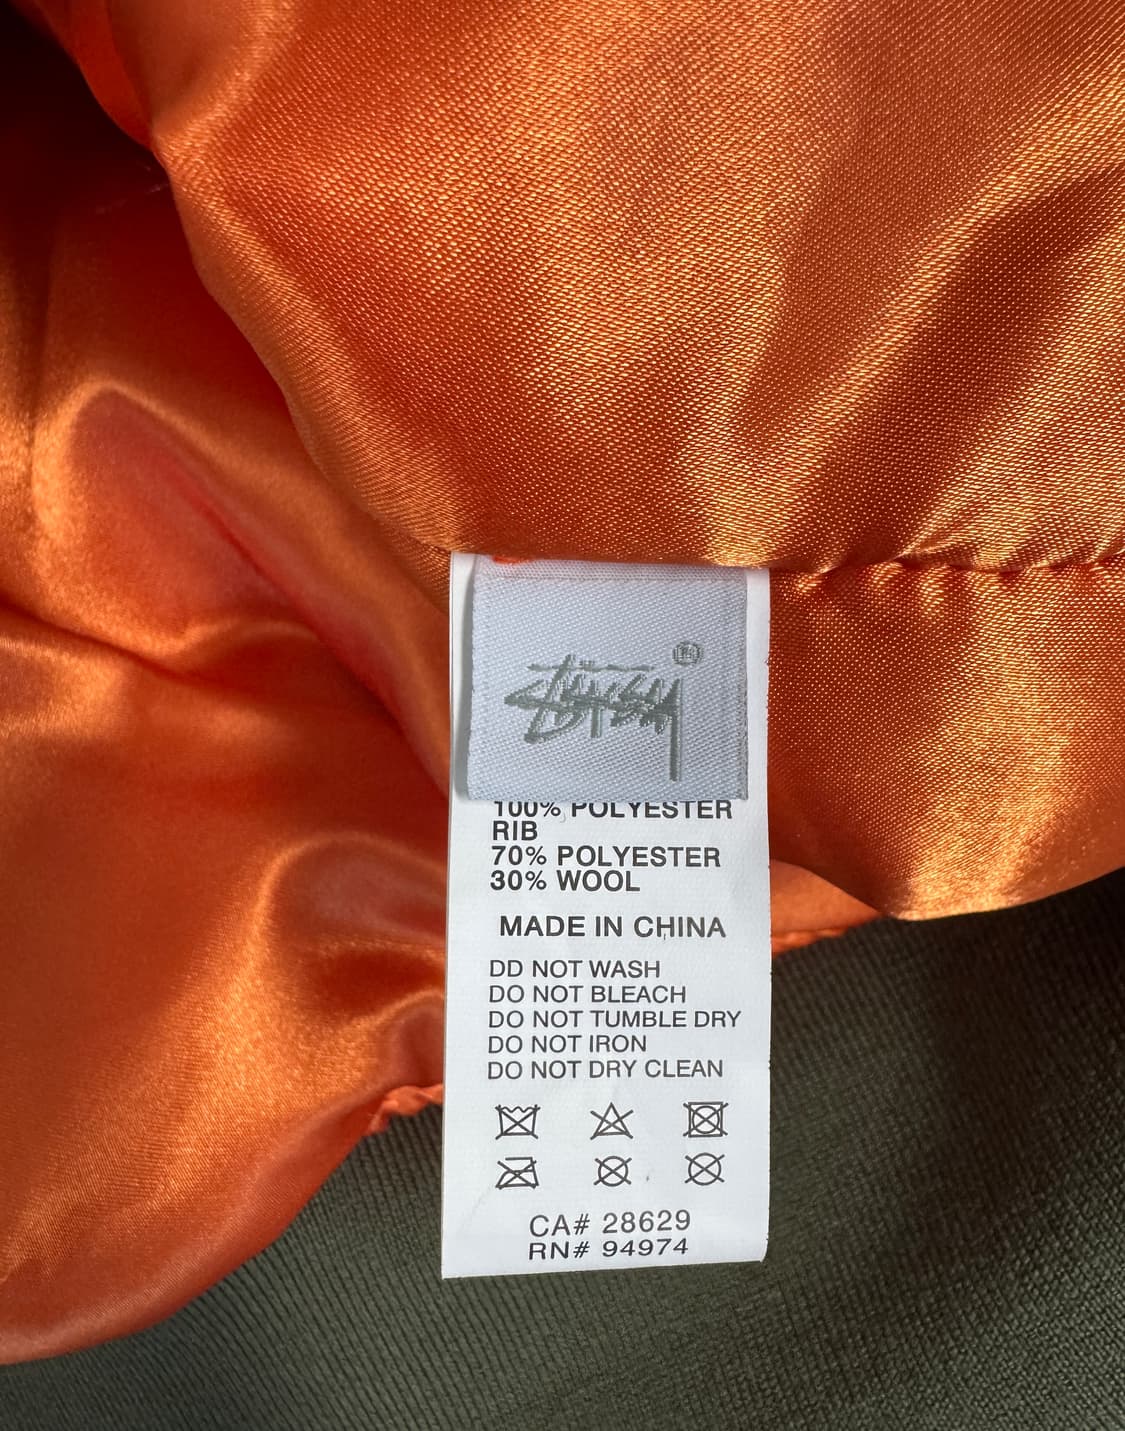 stüssy ®
100% POLYESTER
RIB
70% POLYESTER
30% WOOL
MADE IN CHINA
DD NOT WASH
DO NOT BLEACH
DO NOT TUMBLE DRY
DO NOT IRON
DO NOT DRY CLEAN
CA# 28629
RN# 94974